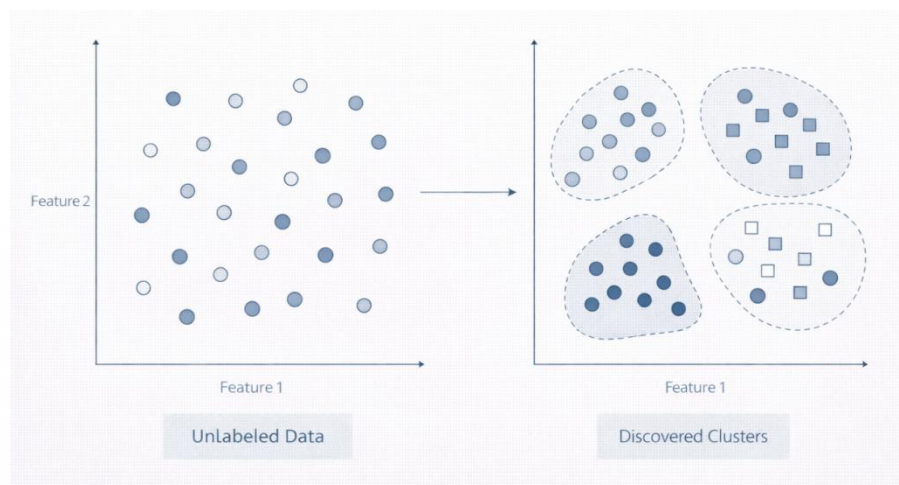 Feature 2
Feature 1
Unlabeled Data
Feature 1
Discovered Clusters